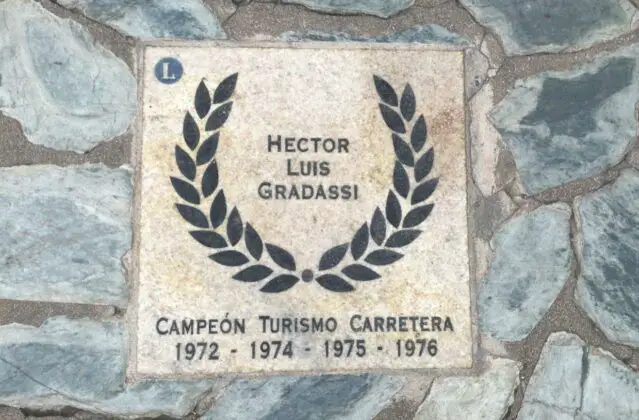 L
HECTOR
LUIS
GRADASSI
CAMPEÓN TURISMO CARRETERA
1972 - 1974 - 1975 - 1976